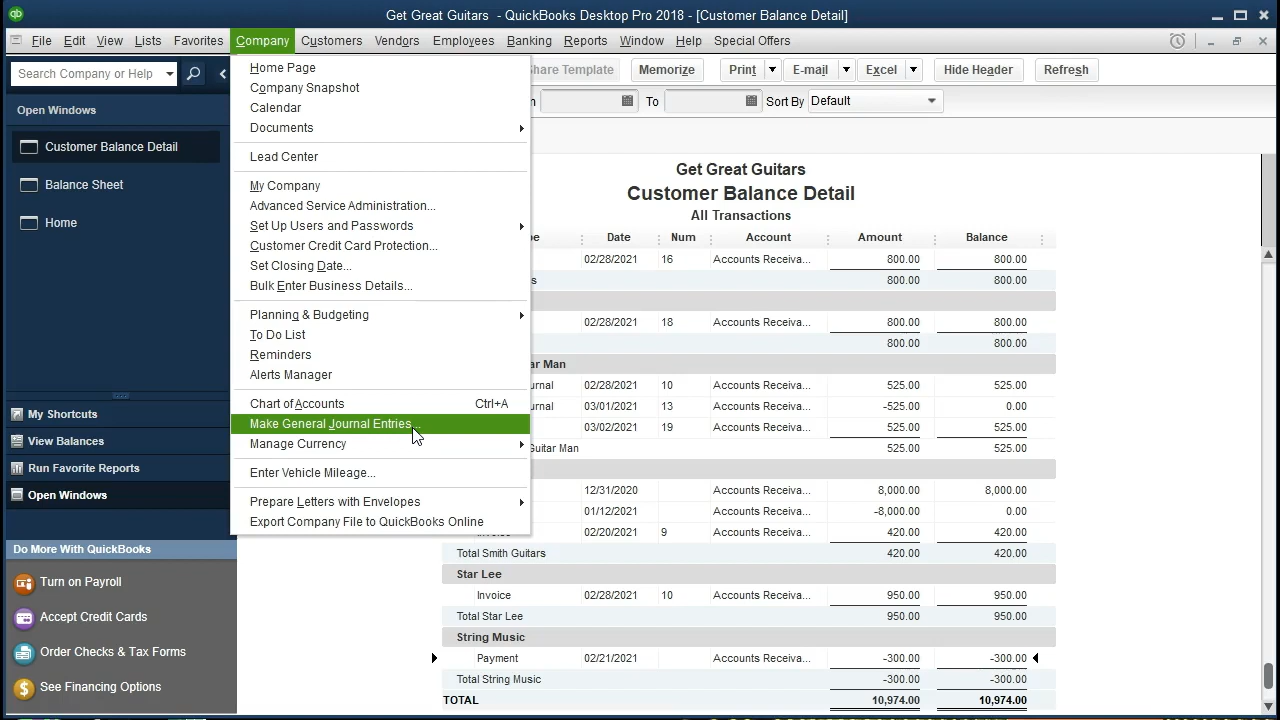 Get Great Guitars - QuickBooks Desktop Pro 2018 - [Customer Balance Detail]
File Edit View Lists Favorites Company Customers Vendors Employees Banking Reports Window Help Special Offers
Search Company or Help
Open Windows
Customer Balance Detail
Balance Sheet
Home
My Shortcuts
View Balances
Run Favorite Reports
Open Windows
Do More With QuickBooks
Turn on Payroll
Accept Credit Cards
Order Checks & Tax Forms
See Financing Options
Home Page
Company Snapshot
Calendar
Documents
Lead Center
My Company
Advanced Service Administration...
Set Up Users and Passwords
Customer Credit Card Protection...
Set Closing Date...
Bulk Enter Business Details...
Planning & Budgeting
To Do List
Reminders
Alerts Manager
Chart of Accounts Ctrl+A
Make General Journal Entries...
Manage Currency
Enter Vehicle Mileage...
Prepare Letters with Envelopes
Export Company File to QuickBooks Online
Share Template Memorize Print E-mail Excel Hide Header Refresh
To Sort By Default
Get Great Guitars
Customer Balance Detail
All Transactions
Date Num Account Amount Balance
02/28/2021 16 Accounts Receiva... 800.00 800.00
800.00 800.00
02/28/2021 18 Accounts Receiva... 800.00 800.00
800.00 800.00
ar Man
urnal 02/28/2021 10 Accounts Receiva... 525.00 525.00
urnal 03/01/2021 13 Accounts Receiva... -525.00 0.00
03/02/2021 19 Accounts Receiva... 525.00 525.00
Guitar Man 525.00 525.00
12/31/2020 Accounts Receiva... 8,000.00 8,000.00
01/12/2021 Accounts Receiva... -8,000.00 0.00
Invoice 02/20/2021 9 Accounts Receiva... 420.00 420.00
Total Smith Guitars 420.00 420.00
Star Lee
Invoice 02/28/2021 10 Accounts Receiva... 950.00 950.00
Total Star Lee 950.00 950.00
String Music
Payment 02/21/2021 Accounts Receiva... -300.00 -300.00
Total String Music -300.00 -300.00
TOTAL 10,974.00 10,974.00